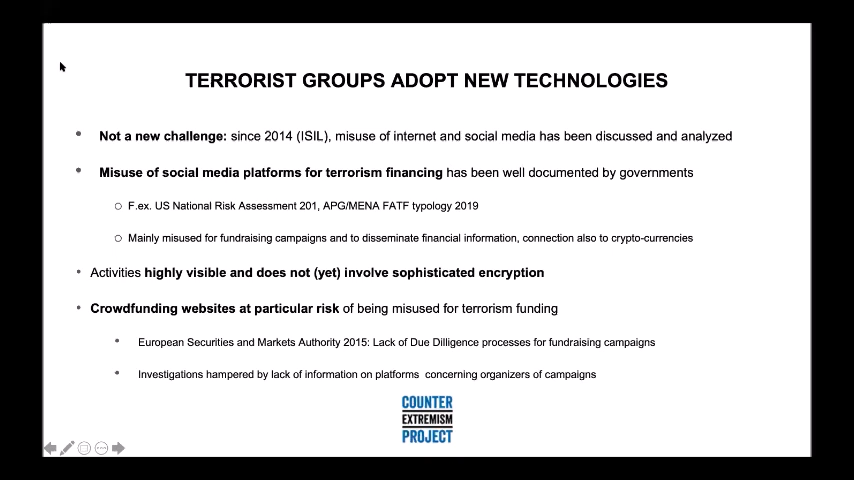 TERRORIST GROUPS ADOPT NEW TECHNOLOGIES
Not a new challenge: since 2014 (ISIL), misuse of internet and social media has been discussed and analyzed
Misuse of social media platforms for terrorism financing has been well documented by governments
F.ex. US National Risk Assessment 201, APG/MENA FATF typology 2019
Mainly misused for fundraising campaigns and to disseminate financial information, connection also to crypto-currencies
Activities highly visible and does not (yet) involve sophisticated encryption
Crowdfunding websites at particular risk of being misused for terrorism funding
European Securities and Markets Authority 2015: Lack of Due Dilligence processes for fundraising campaigns
Investigations hampered by lack of information on platforms concerning organizers of campaigns
COUNTER
EXTREMISM
PROJECT